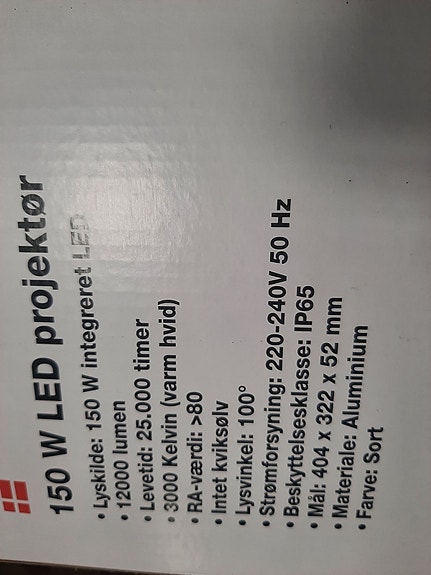 150 W LED projektør
• Lyskilde: 150 W integreret LED
• 12000 lumen
• Levetid: 25.000 timer
• 3000 Kelvin (varm hvid)
• RA-værdi: >80
• Intet kviksølv
• Lysvinkel: 100°
• Strømforsyning: 220-240V 50 Hz
• Beskyttelsesklasse: IP65
• Mål: 404 x 322 x 52 mm
• Materiale: Aluminium
• Farve: Sort